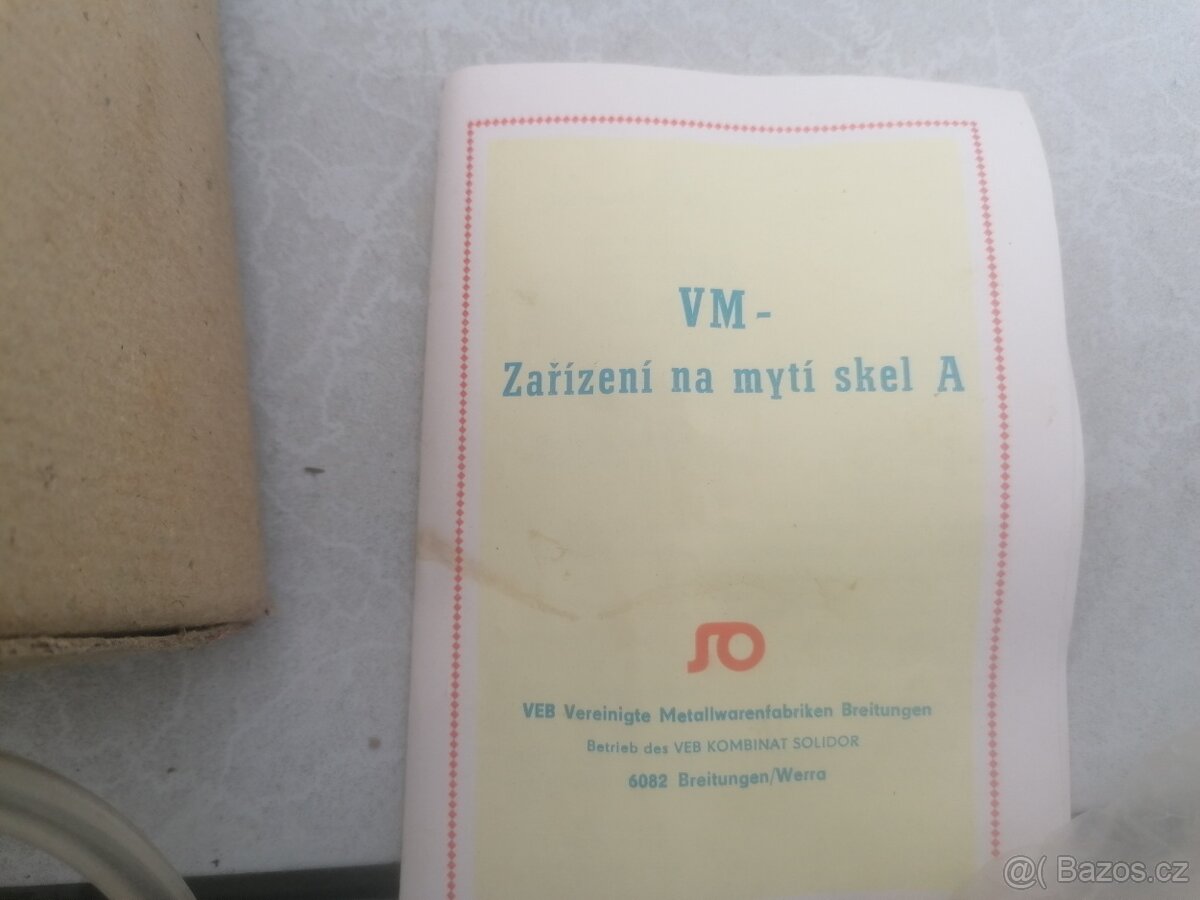 VM-
Zařízení na mytí skel A
SO
VEB Vereinigte Metallwarenfabriken Breitungen
Betrieb des VEB KOMBINAT SOLIDOR
6082 Breitungen/Werra
@( Bazos.cz